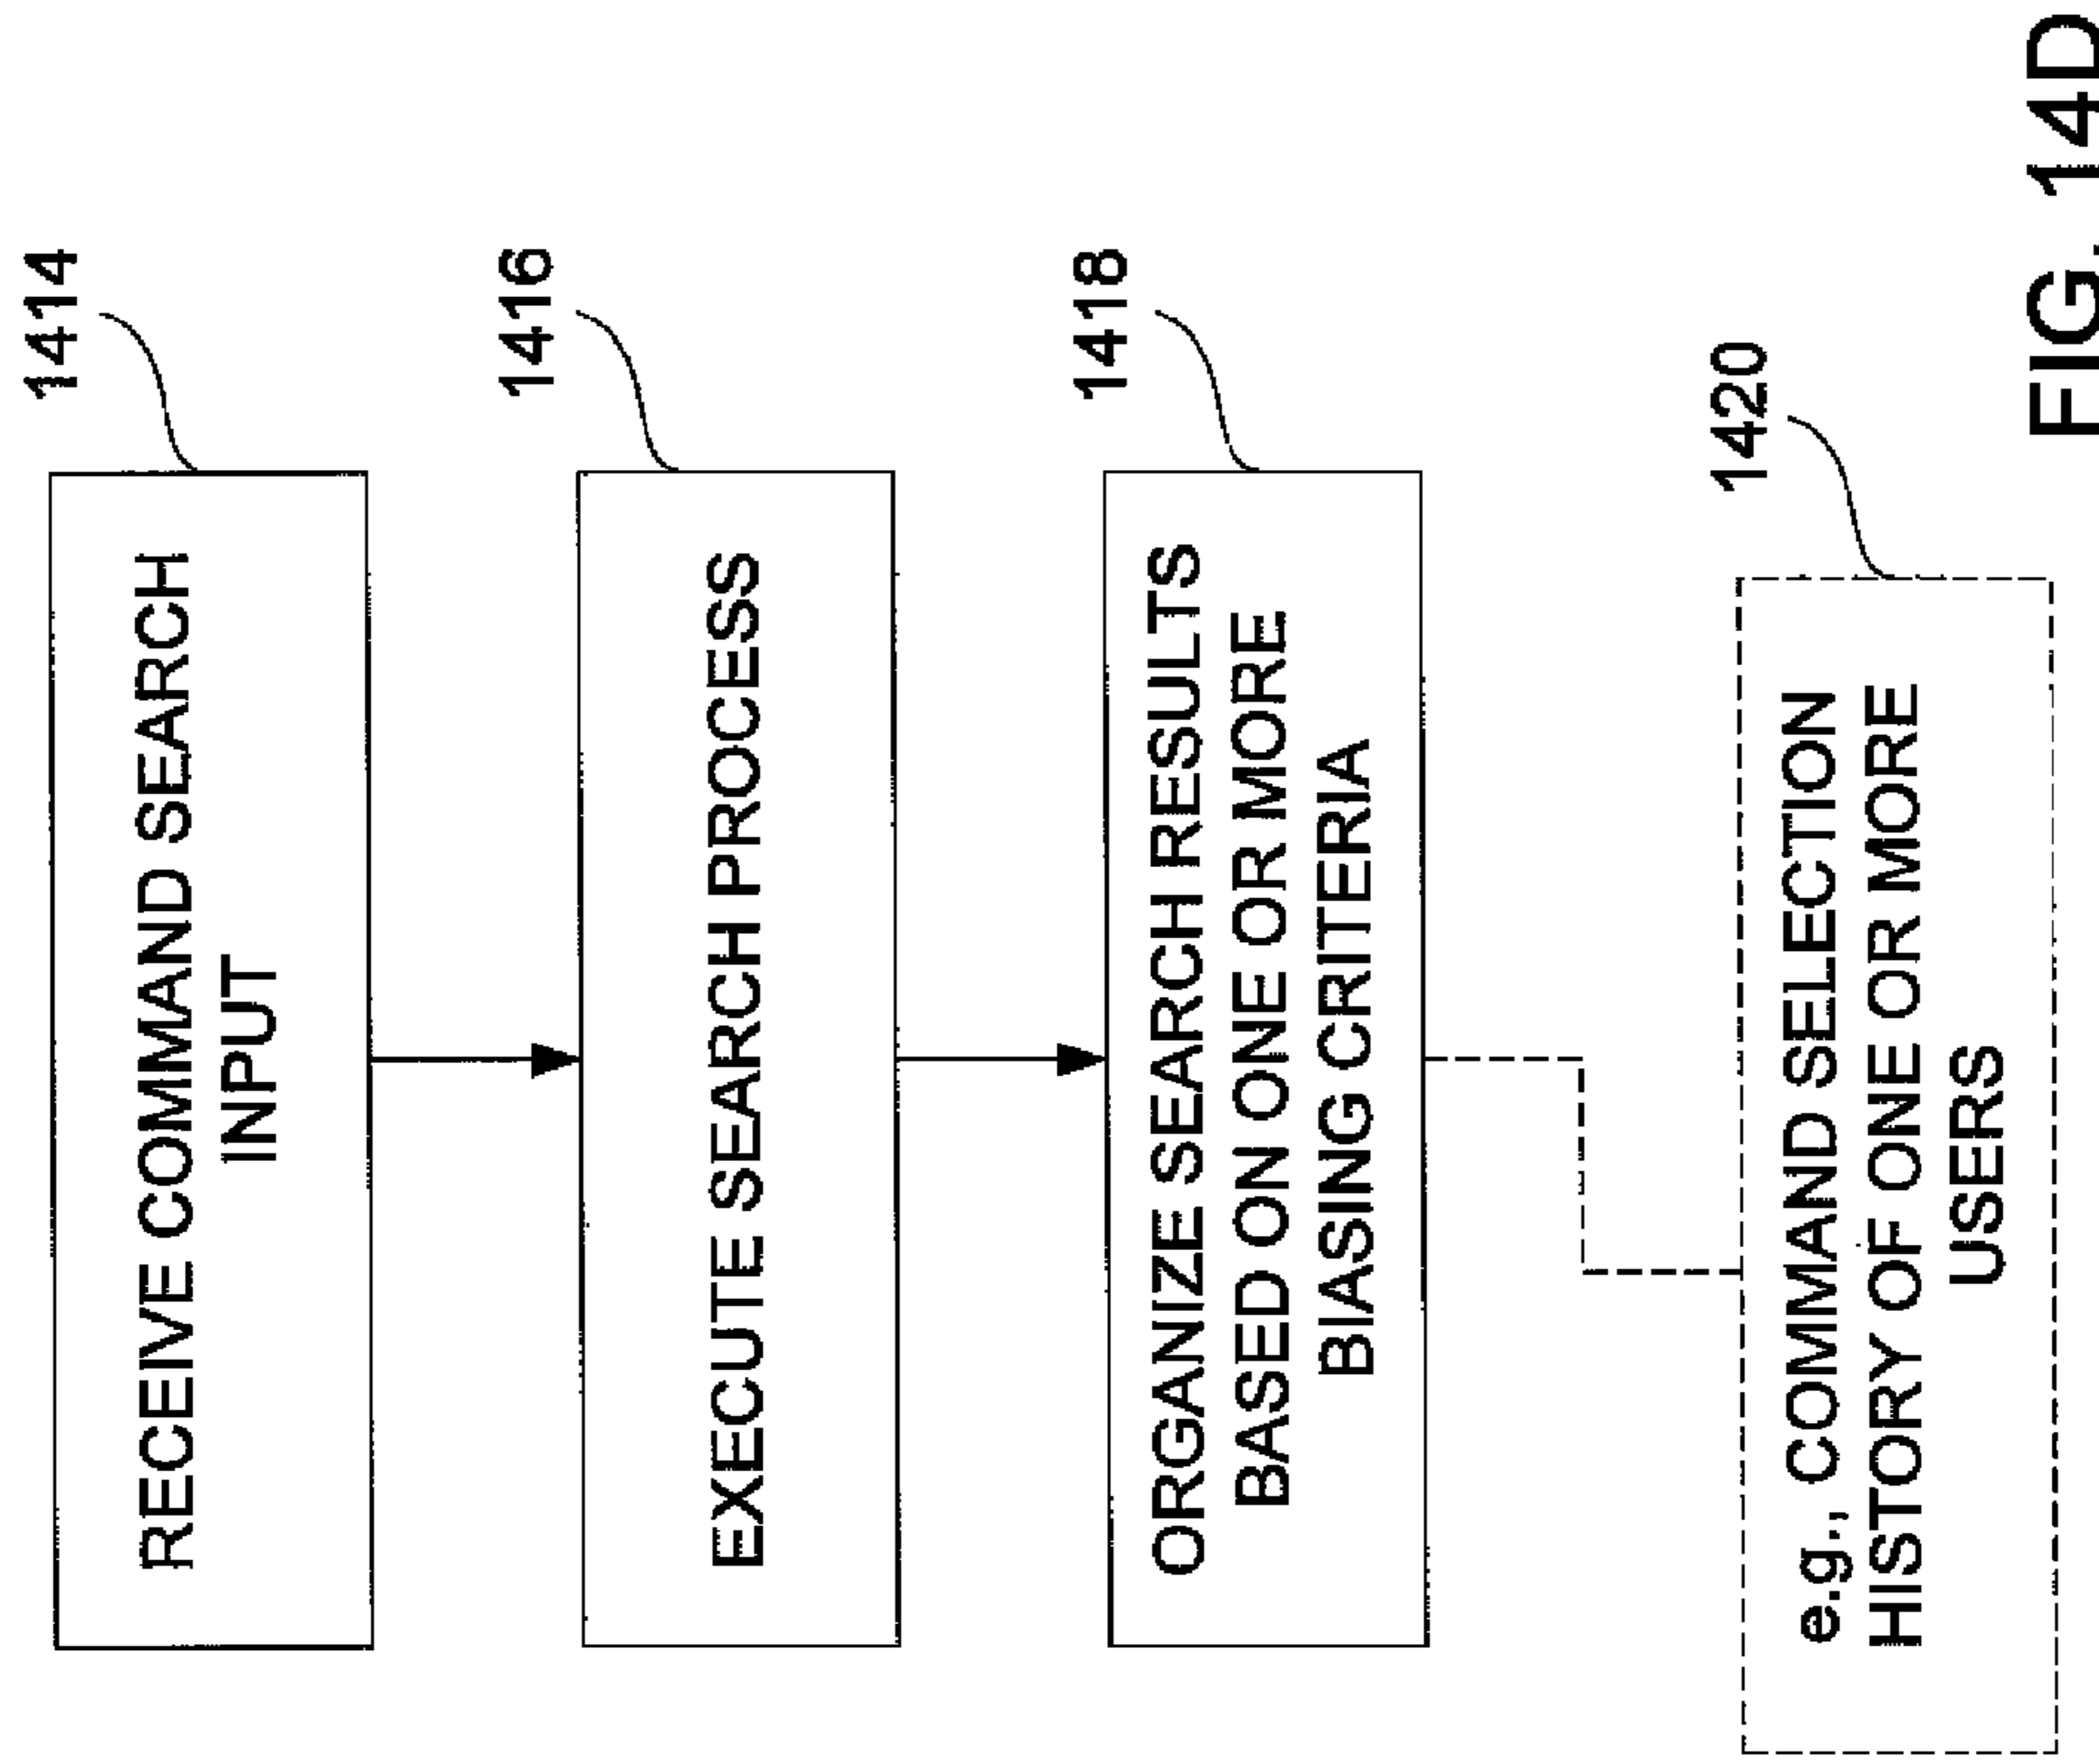 1414
RECEIVE COMMAND SEARCH
INPUT
1416
EXECUTE SEARCH PROCESS
1418
ORGANIZE SEARCH RESULTS
BASED ON ONE OR MORE
BIASING CRITERIA
1420
e.g., COMMAND SELECTION
HISTORY OF ONE OR MORE
USERS
FIG. 14D